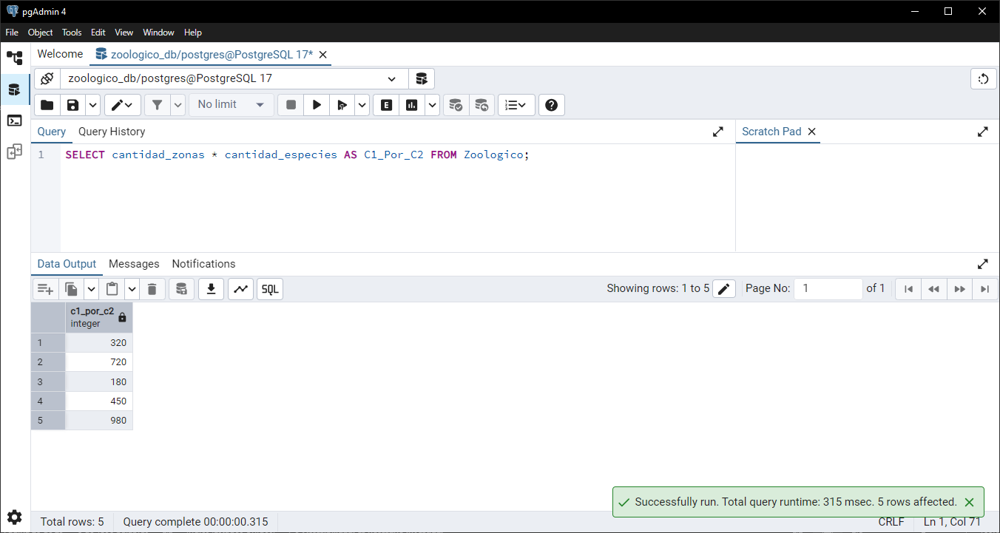 pgAdmin 4
File Object Tools Edit View Window Help
Welcome zoologico_db/postgres@PostgreSQL 17*
zoologico_db/postgres@PostgreSQL 17
No limit
E
Query Query History
Scratch Pad
1 SELECT cantidad_zonas * cantidad_especies AS C1_Por_C2 FROM Zoologico;
Data Output Messages Notifications
SQL Showing rows: 1 to 5 Page No: 1 of 1
c1_por_c2
integer
1 320
2 720
3 180
4 450
5 980
Successfully run. Total query runtime: 315 msec. 5 rows affected.
Total rows: 5 Query complete 00:00:00.315 CRLF Ln 1, Col 71